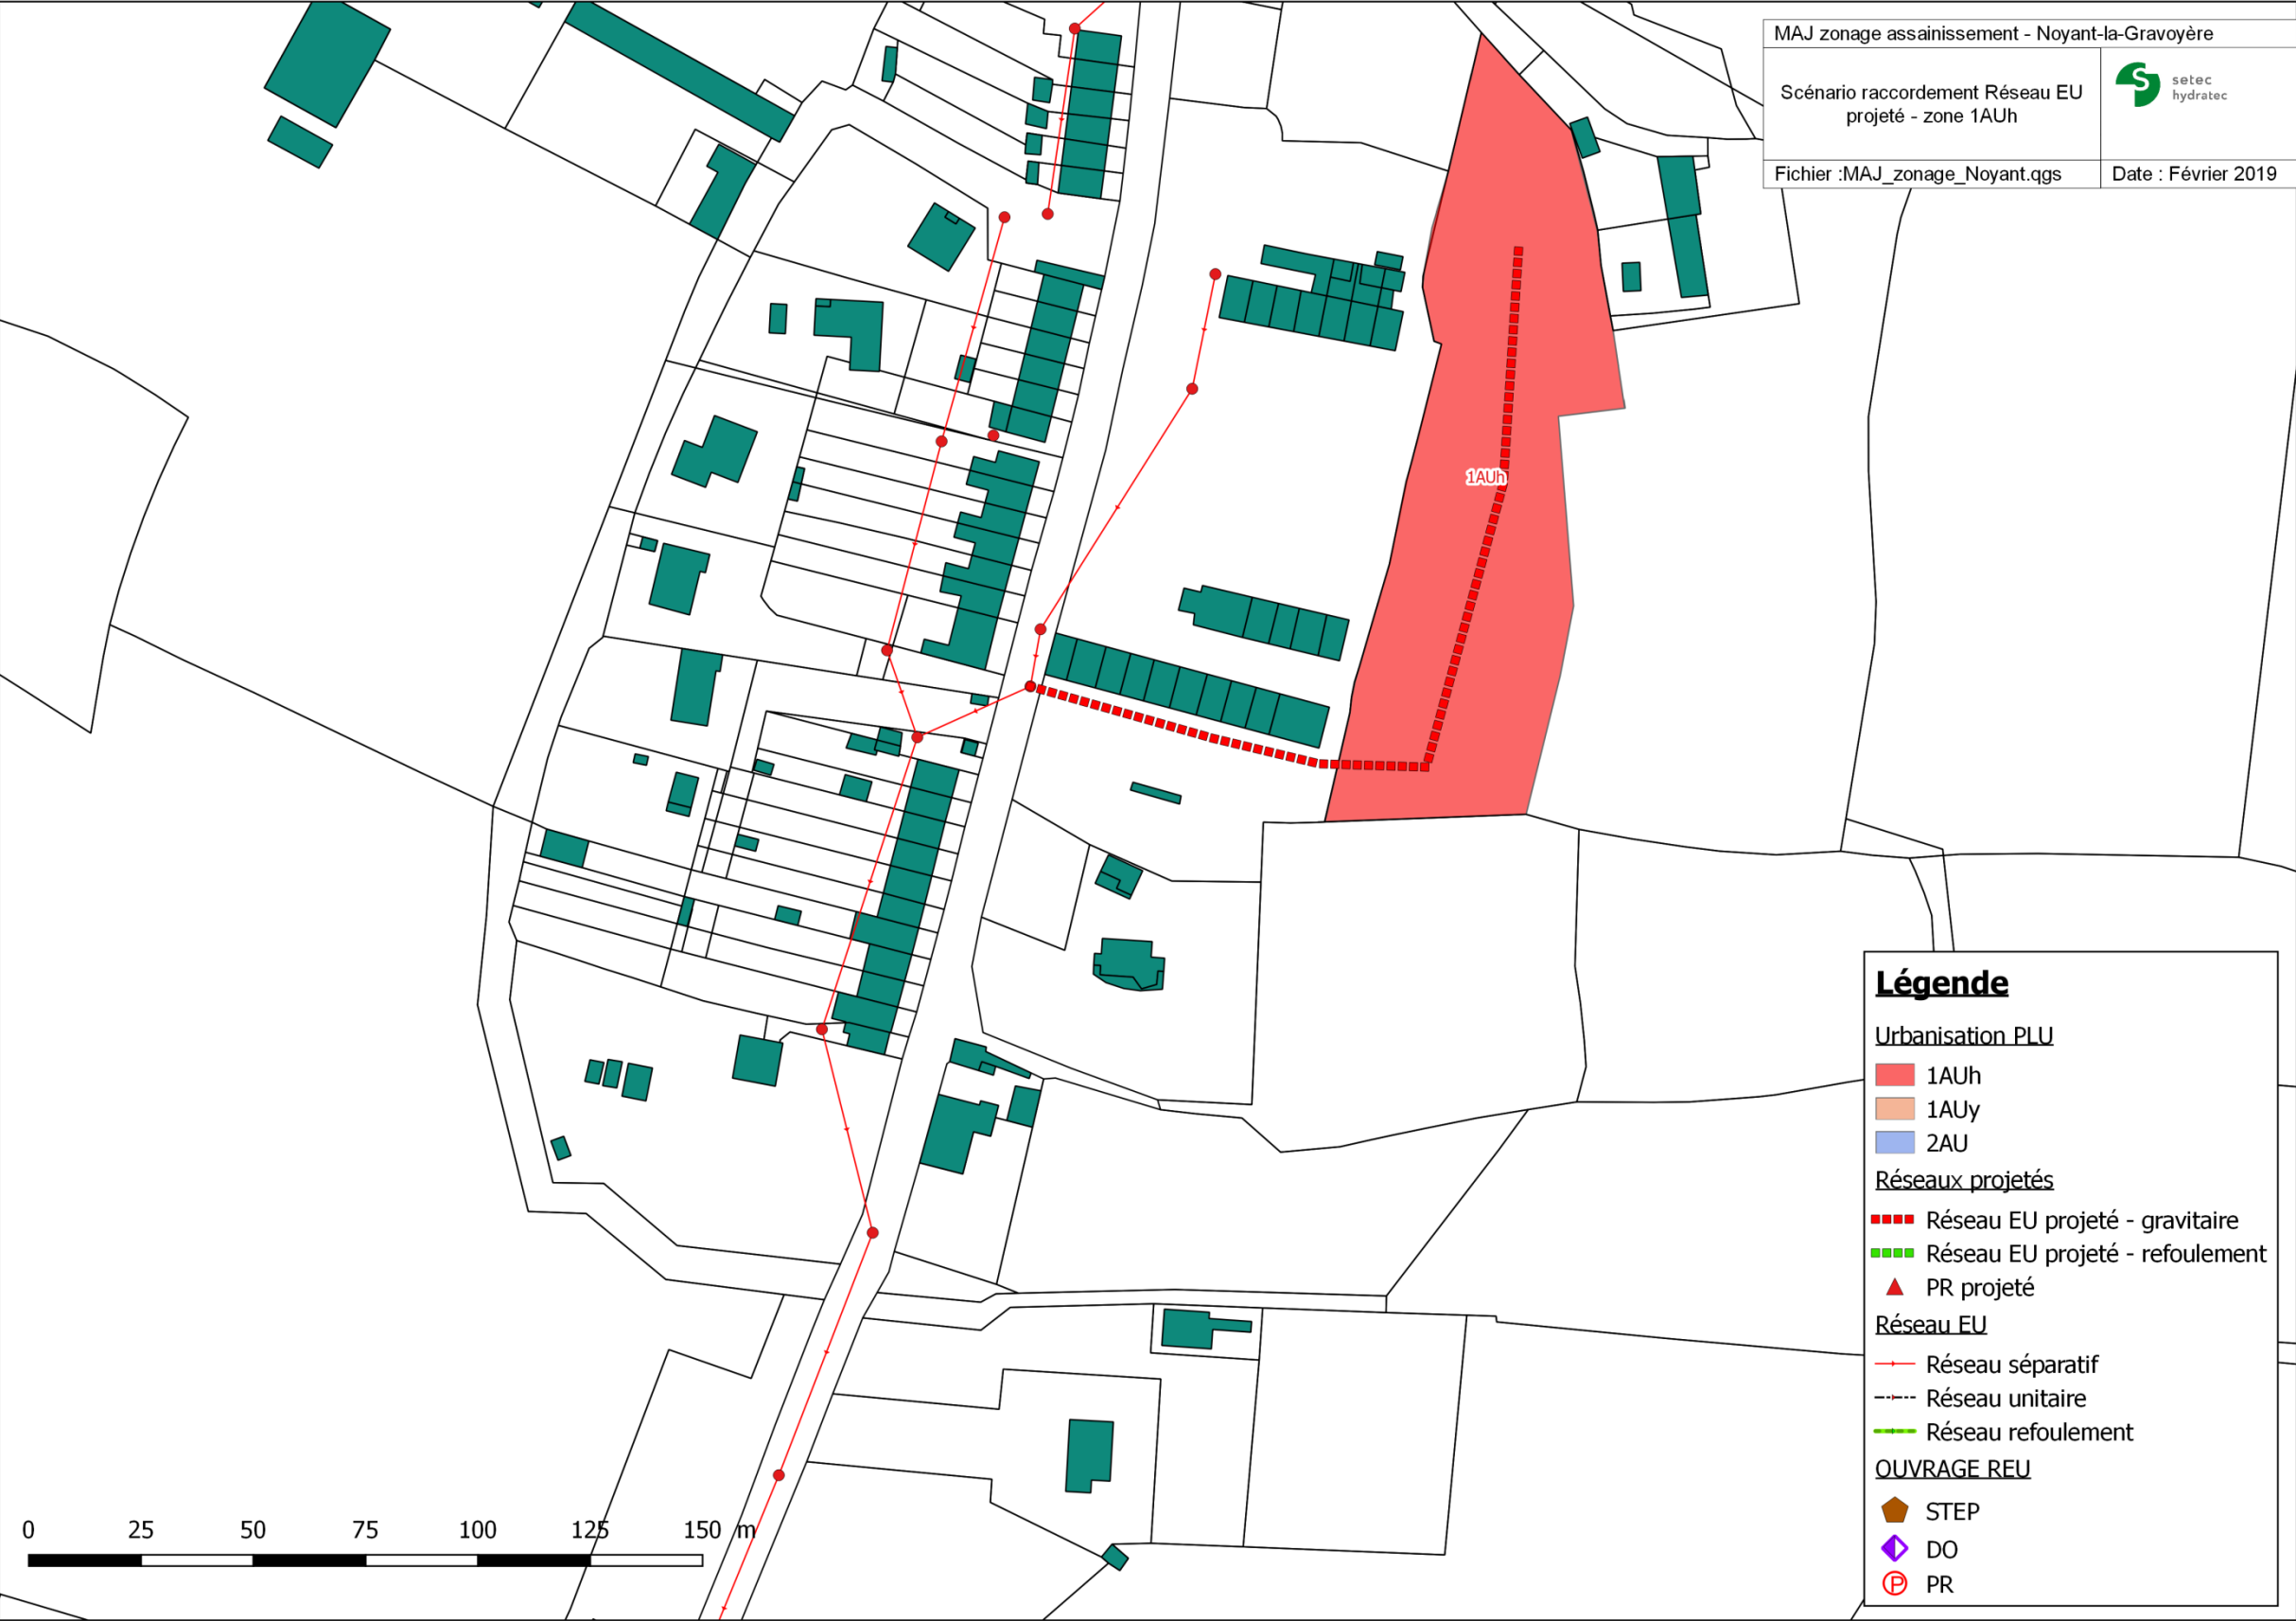 MAJ zonage assainissement - Noyant-la-Gravoyère
Scénario raccordement Réseau EU
projeté - zone 1AUh
setec
hydratec
Fichier :MAJ_zonage_Noyant.qgs
Date : Février 2019
1AUh
Légende
Urbanisation PLU
1AUh
1AUy
2AU
Réseaux projetés
Réseau EU projeté - gravitaire
Réseau EU projeté - refoulement
PR projeté
Réseau EU
Réseau séparatif
Réseau unitaire
Réseau refoulement
OUVRAGE REU
STEP
DO
P PR
0 25 50 75 100 125 150 m